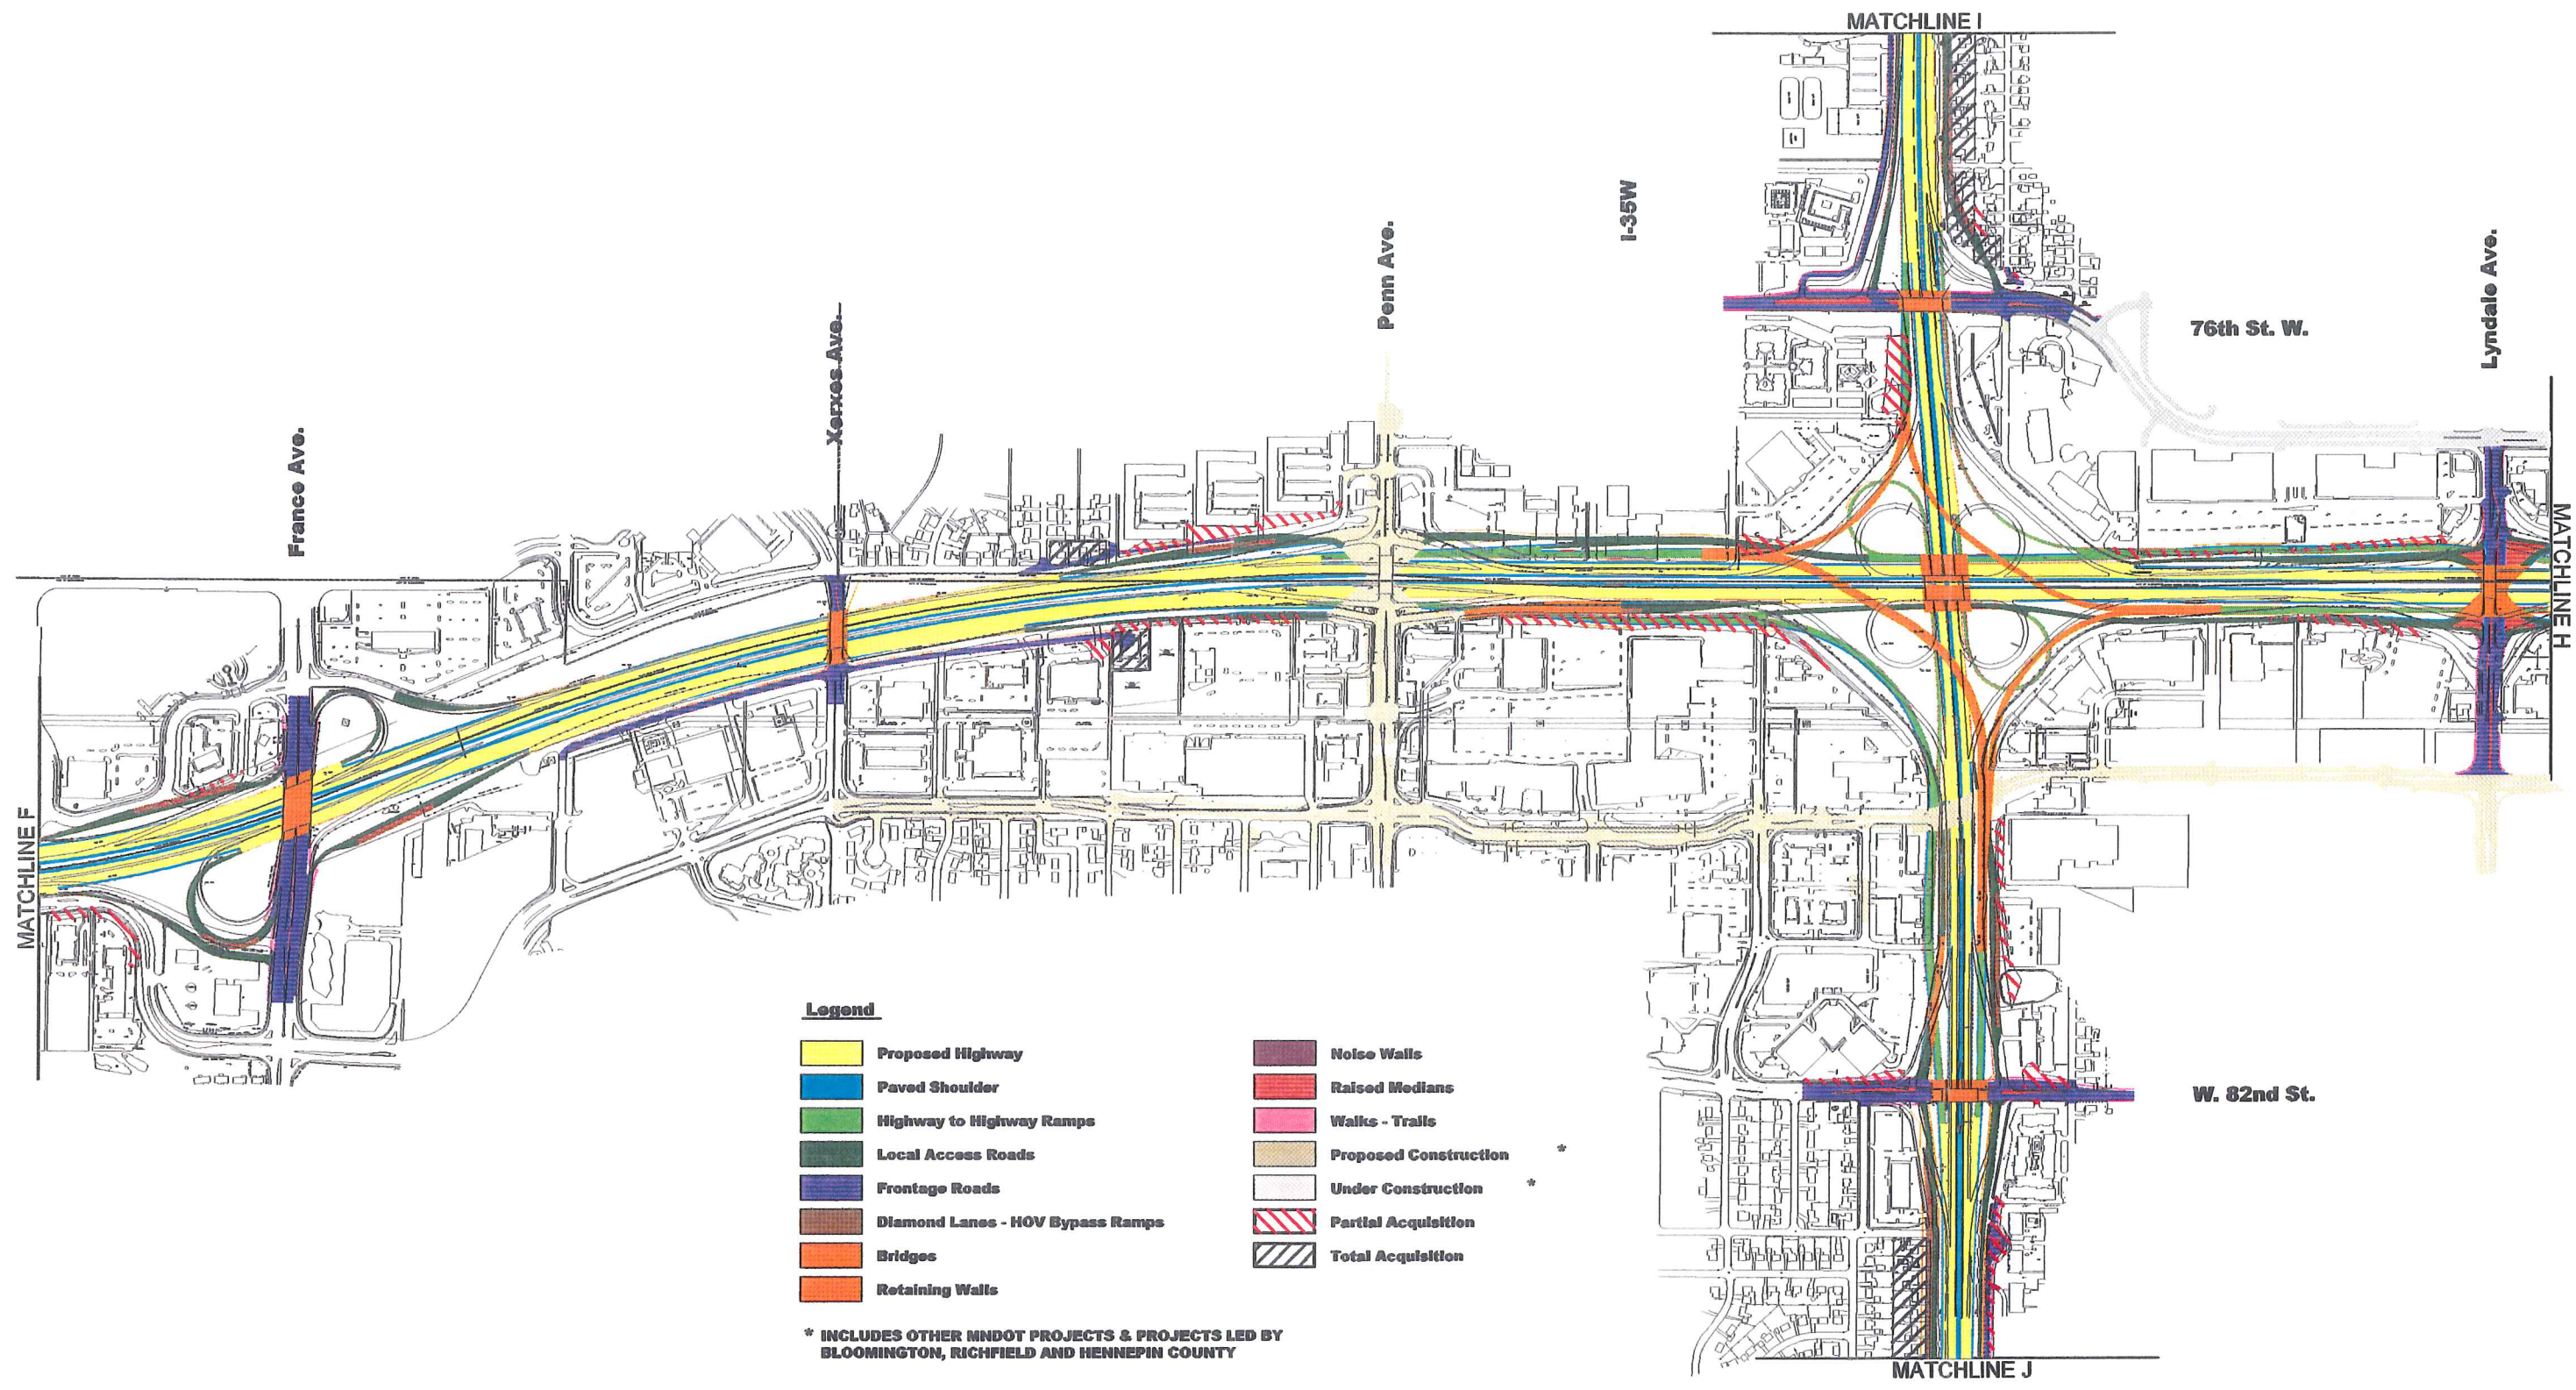 MATCHLINE I
I-35W
Penn Ave.
Lyndale Ave.
Xerxes Ave.
76th St. W.
France Ave.
MATCHLINE H
MATCHLINE F
Legend
Proposed Highway
Paved Shoulder
Highway to Highway Ramps
Local Access Roads
Frontage Roads
Diamond Lanes - HOV Bypass Ramps
Bridges
Retaining Walls
Noise Walls
Raised Medians
Walks - Trails
Proposed Construction *
Under Construction *
Partial Acquisition
Total Acquisition
* INCLUDES OTHER MNDOT PROJECTS & PROJECTS LED BY
BLOOMINGTON, RICHFIELD AND HENNEPIN COUNTY
W. 82nd St.
MATCHLINE J